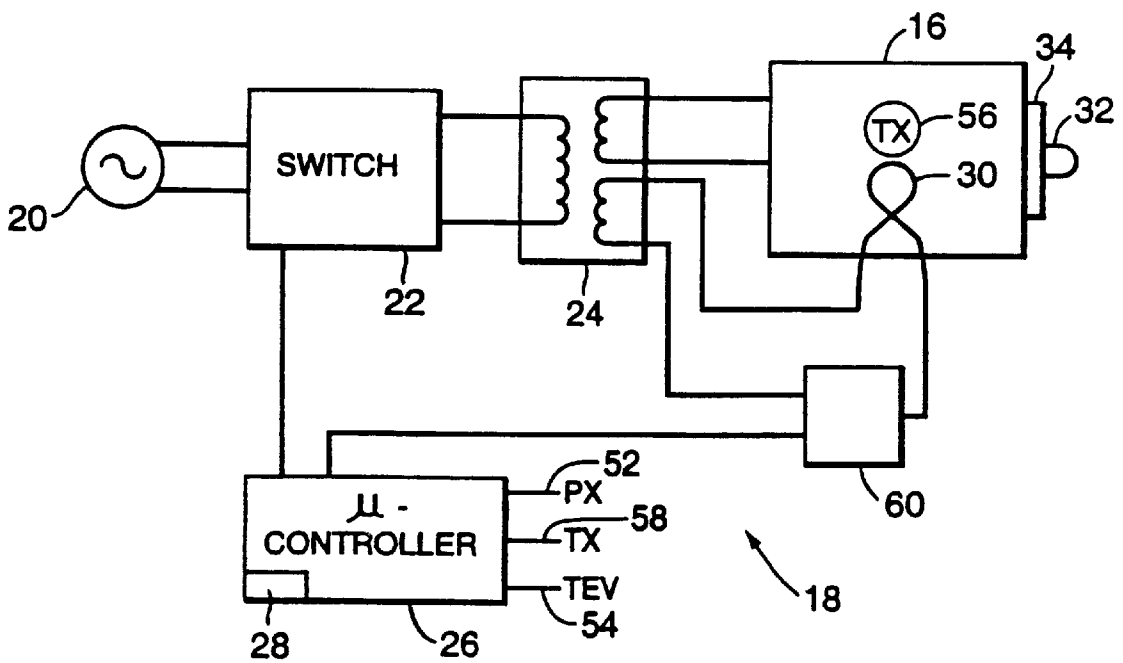 16
34
32
TX
56
30
SWITCH
20
22
24
60
μ -
CONTROLLER
52
PX
58
TX
TEV
54
28
26
18